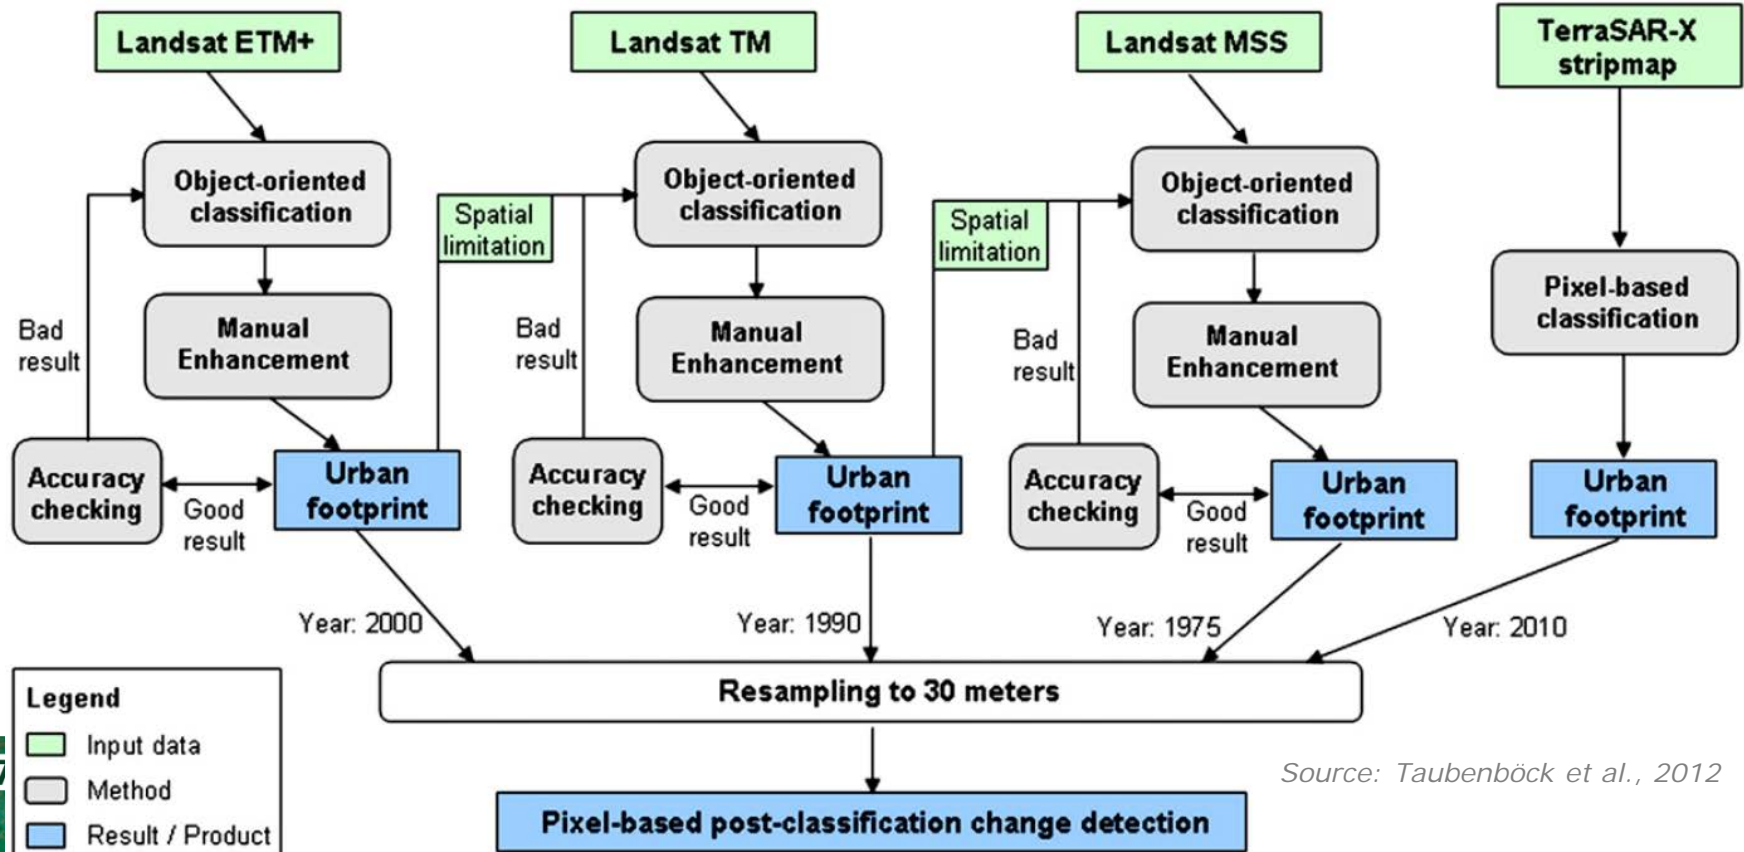 Landsat ETM+
Landsat TM
Landsat MSS
TerraSAR-X
stripmap
Object-oriented
classification
Spatial
limitation
Object-oriented
classification
Spatial
limitation
Object-oriented
classification
Pixel-based
classification
Bad
result
Manual
Enhancement
Bad
result
Manual
Enhancement
Bad
result
Manual
Enhancement
Accuracy
checking
Good
result
Urban
footprint
Accuracy
checking
Good
result
Urban
footprint
Accuracy
checking
Good
result
Urban
footprint
Urban
footprint
Year: 2000
Year: 1990
Year: 1975
Year: 2010
Resampling to 30 meters
Legend
Input data
Method
Result / Product
Source: Taubenböck et al., 2012
Pixel-based post-classification change detection